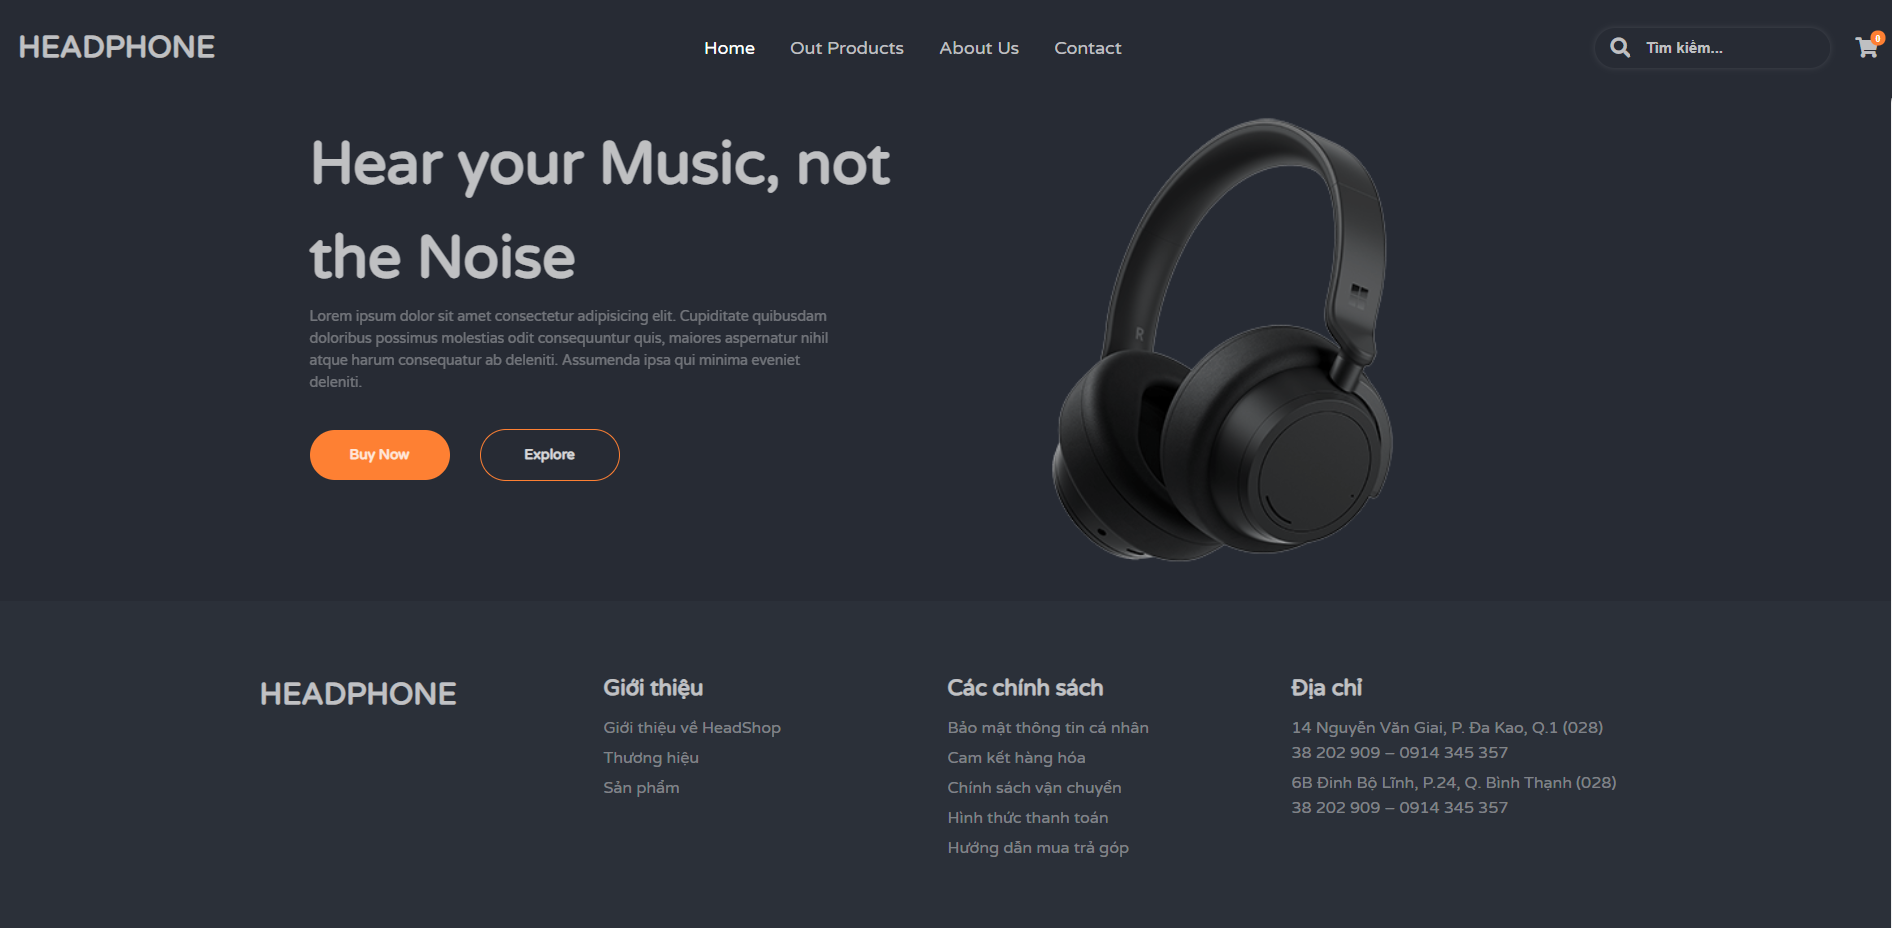 HEADPHONE
Home
Out Products
About Us
Contact
Tìm kiếm...
0
Hear your Music, not
the Noise
Lorem ipsum dolor sit amet consectetur adipisicing elit. Cupiditate quibusdam
doloribus possimus molestias odit consequuntur quis, maiores aspernatur nihil
atque harum consequatur ab deleniti. Assumenda ipsa qui minima eveniet
deleniti.
Buy Now
Explore
R
HEADPHONE
Giới thiệu
Giới thiệu về HeadShop
Thương hiệu
Sản phẩm
Các chính sách
Bảo mật thông tin cá nhân
Cam kết hàng hóa
Chính sách vận chuyển
Hình thức thanh toán
Hướng dẫn mua trả góp
Địa chỉ
14 Nguyễn Văn Giai, P. Đa Kao, Q.1 (028)
38 202 909 – 0914 345 357
6B Đinh Bộ Lĩnh, P.24, Q. Bình Thạnh (028)
38 202 909 – 0914 345 357